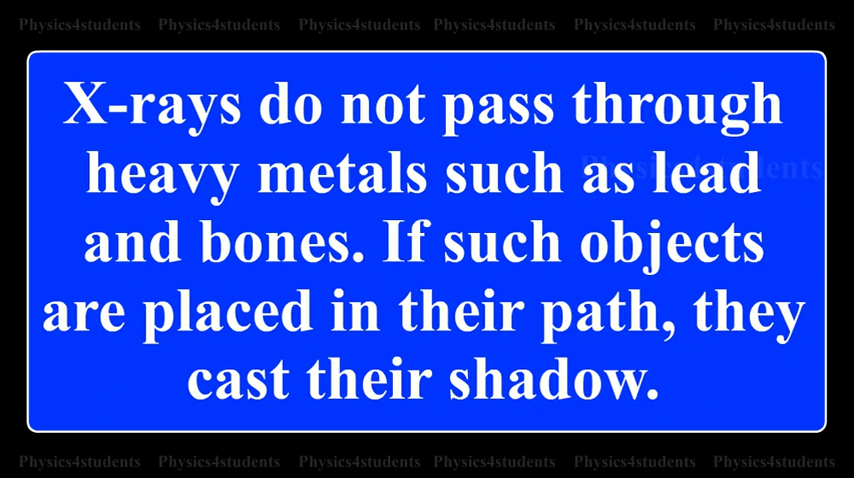 Physics4students Physics4students Physics4students Physics4students Physics4students Physics4students
X-rays do not pass through
heavy metals such as lead
Physics4students
and bones. If such objects
are placed in their path, they
cast their shadow.
Physics4students Physics4students Physics4students Physics4students Physics4students Physics4students